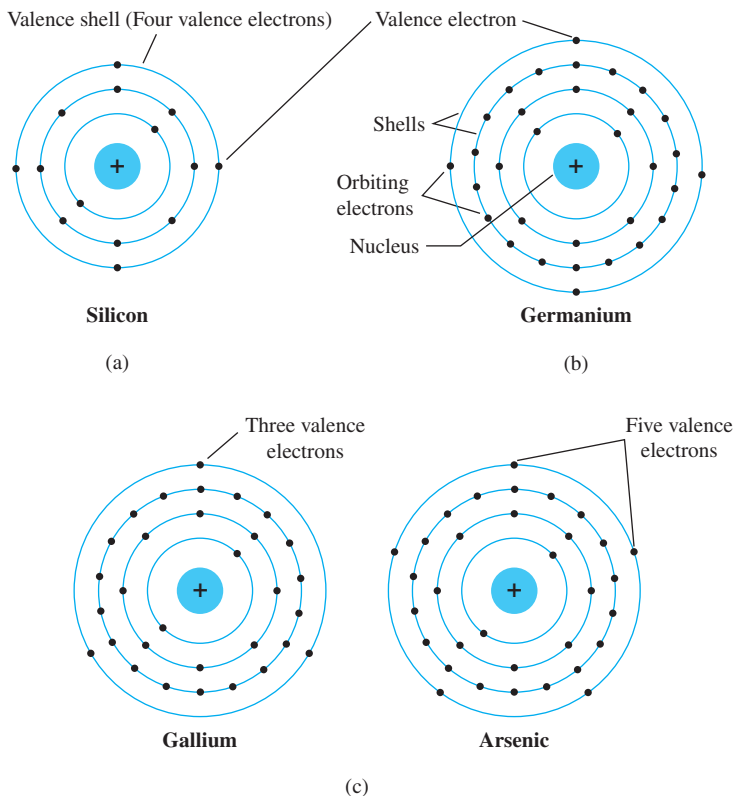 Valence shell (Four valence electrons)
Valence electron
Shells
Orbiting
electrons
Nucleus
+
+
Silicon
Germanium
(a)
(b)
Three valence
electrons
Five valence
electrons
+
+
Gallium
Arsenic
(c)